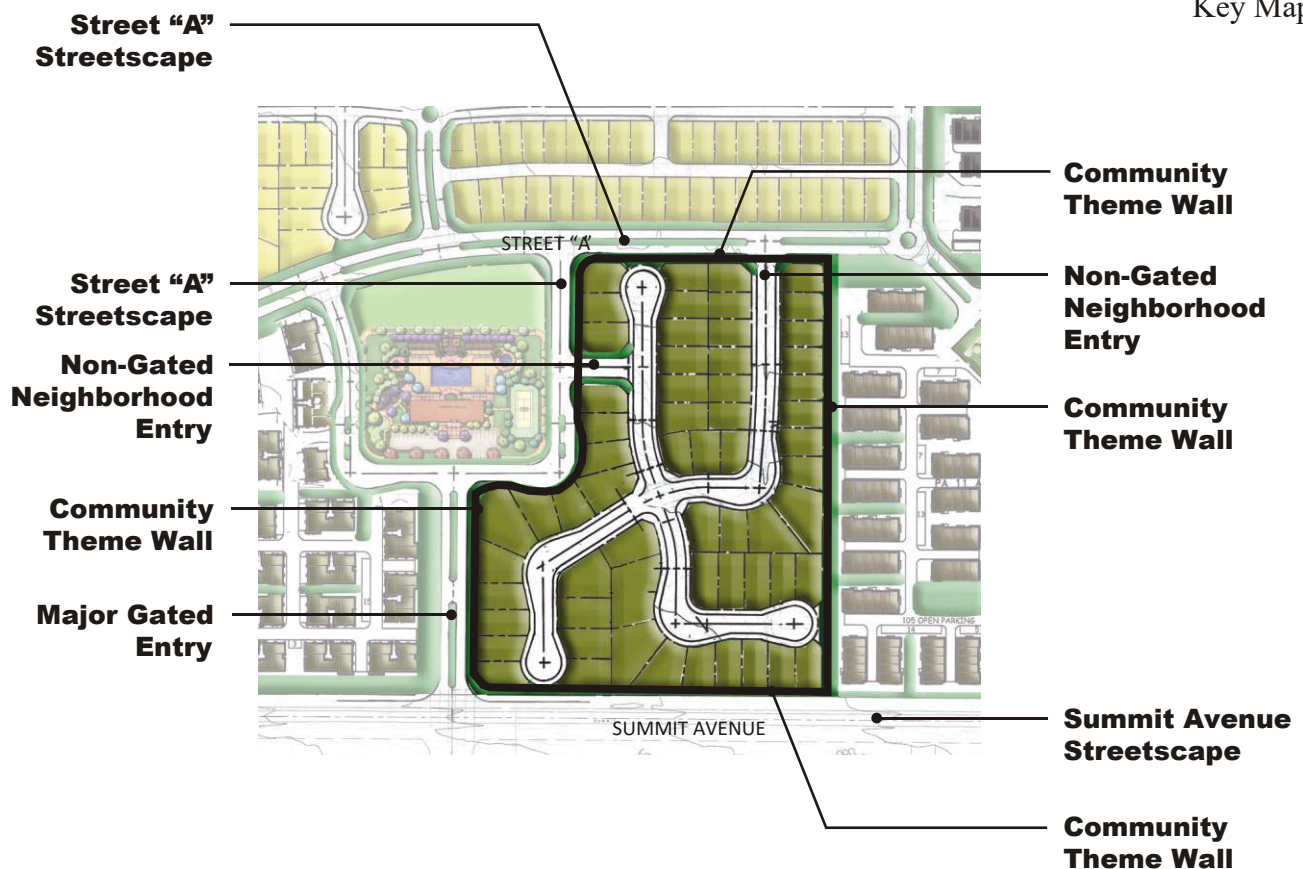 Key Map
Street “A”
Streetscape
Community
Theme Wall
STREET “A”
Non-Gated
Neighborhood
Entry
Street “A”
Streetscape
Non-Gated
Neighborhood
Entry
Community
Theme Wall
Community
Theme Wall
Major Gated
Entry
105 OPEN PARKING
SUMMIT AVENUE
Summit Avenue
Streetscape
Community
Theme Wall